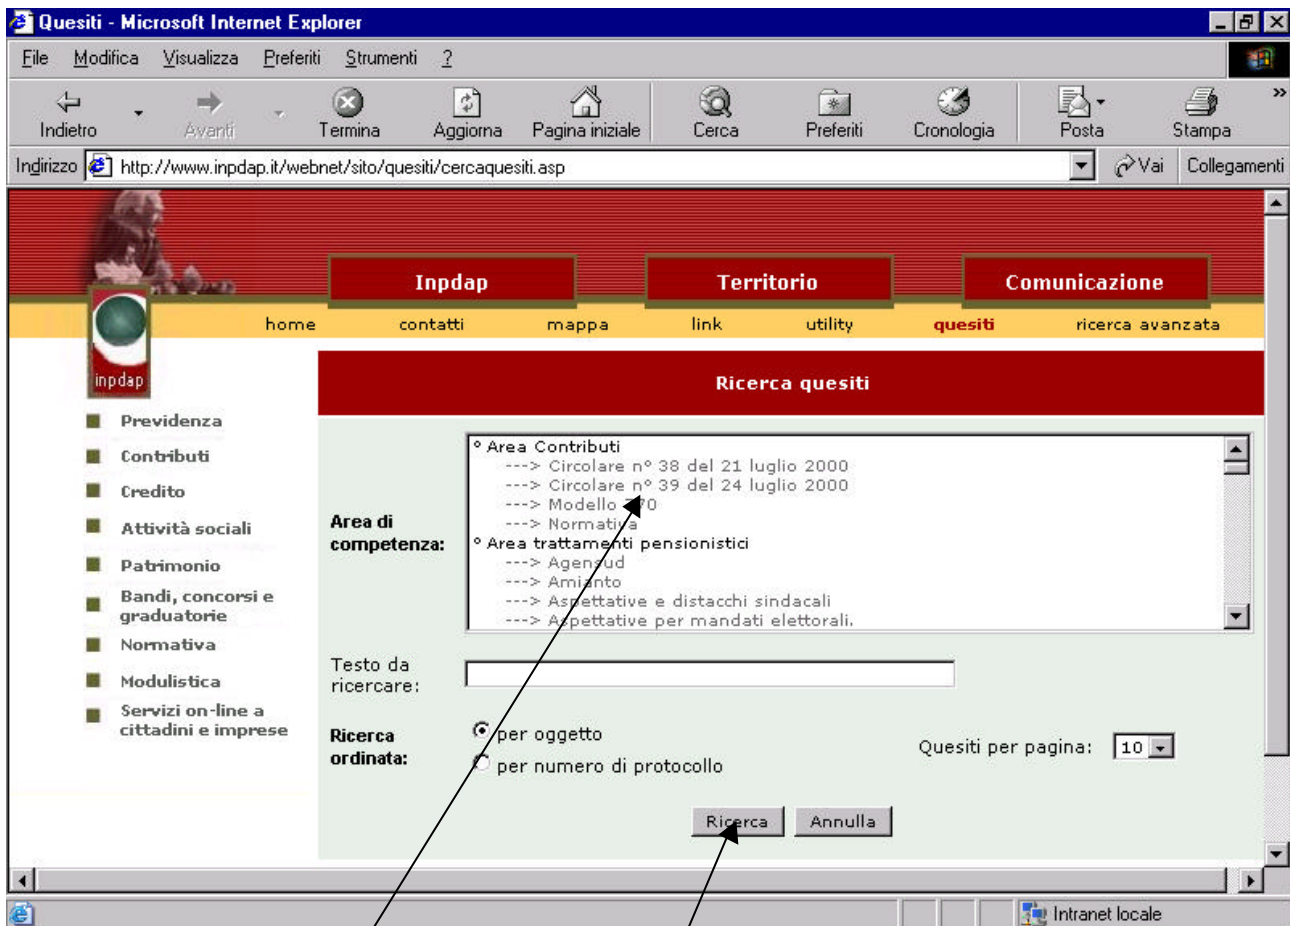 Quesiti - Microsoft Internet Explorer
File Modifica Visualizza Preferiti Strumenti ?
Indietro Avanti Termina Aggiorna Pagina iniziale Cerca Preferiti Cronologia Posta Stampa »
Indirizzo http://www.inpdap.it/webnet/sito/quesiti/cercaquesiti.asp Vai Collegamenti
Inpdap Territorio Comunicazione
home contatti mappa link utility quesiti ricerca avanzata
inpdap
Previdenza
Contributi
Credito
Attività sociali
Patrimonio
Bandi, concorsi e
graduatorie
Normativa
Modulistica
Servizi on-line a
cittadini e imprese
Ricerca quesiti
Area di
competenza:
° Area Contributi
---> Circolare n° 38 del 21 luglio 2000
---> Circolare n° 39 del 24 luglio 2000
---> Modello 770
---> Normativa
° Area trattamenti pensionistici
---> Agensud
---> Amianto
---> Aspettative e distacchi sindacali
---> Aspettative per mandati elettorali.
Testo da
ricercare:
Ricerca
ordinata:
per oggetto
per numero di protocollo
Quesiti per pagina: 10
Ricerca Annulla
Intranet locale